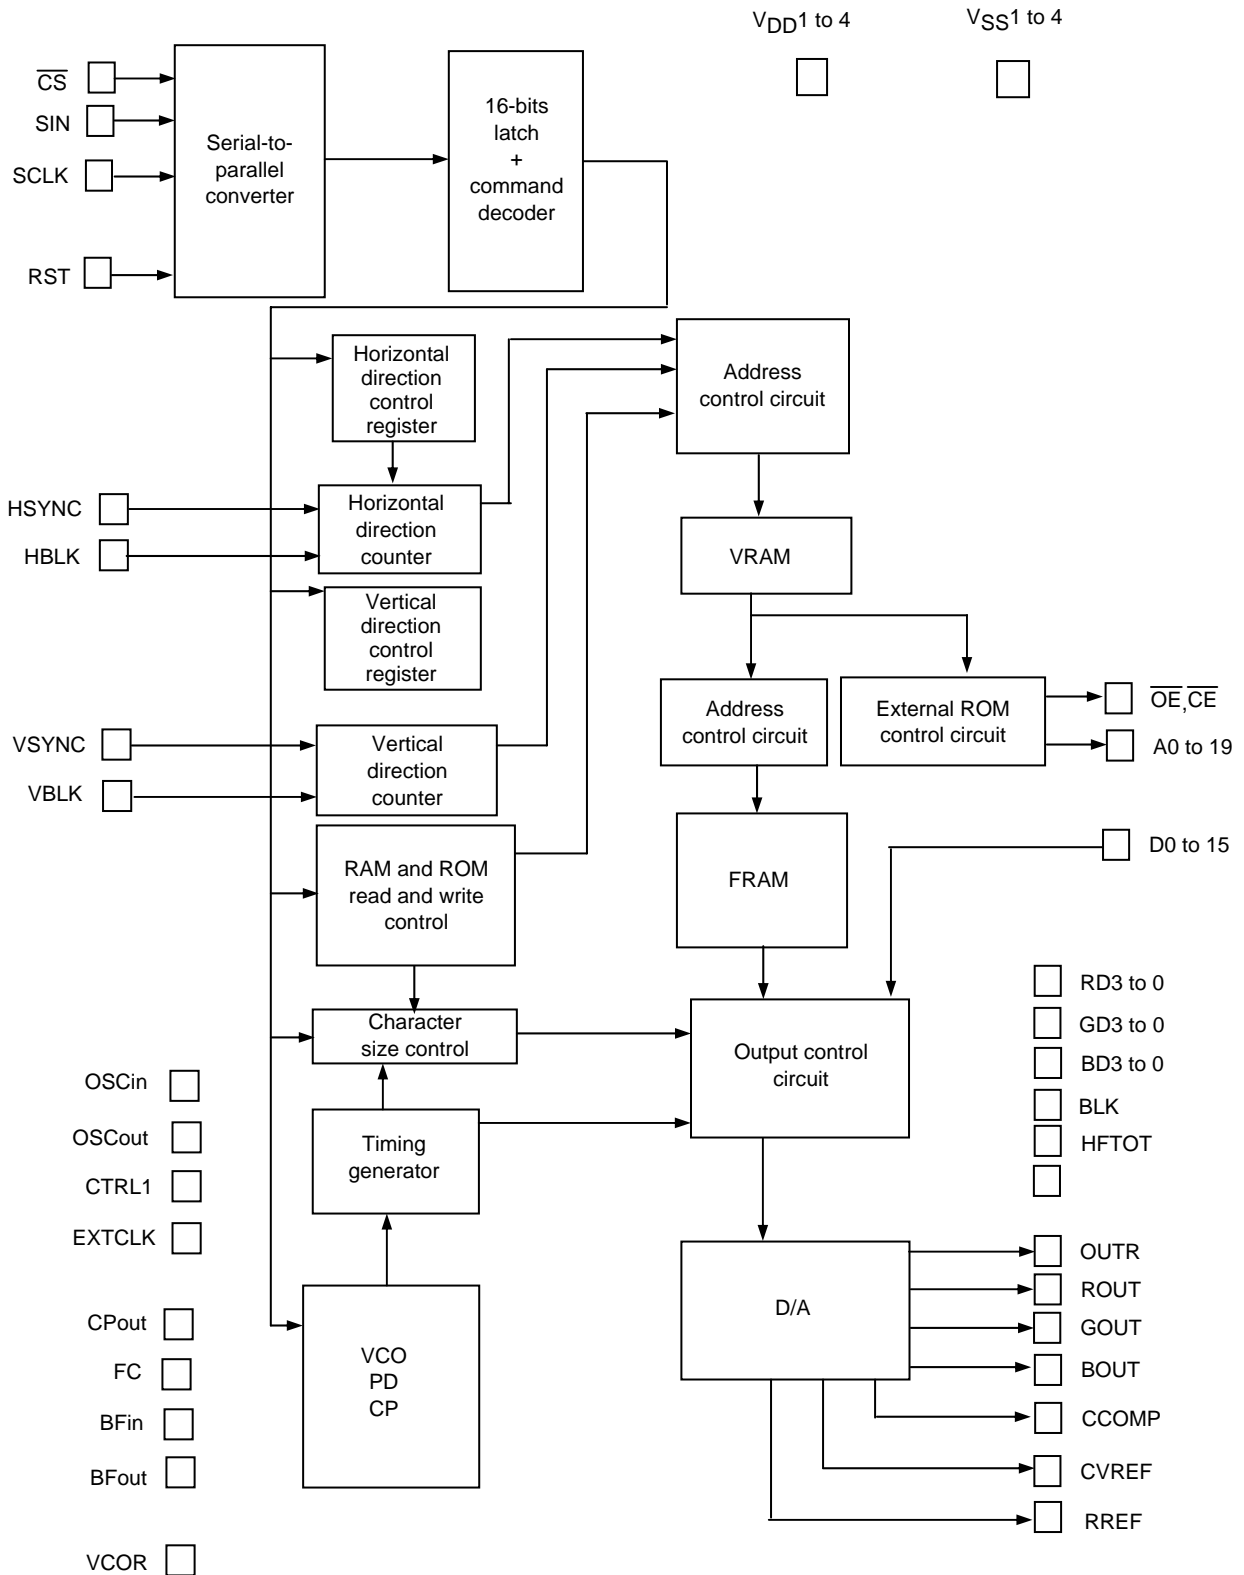 VDD1 to 4
VSS1 to 4
CS
SIN
SCLK
RST
Serial-to-
parallel
converter
16-bits
latch
+
command
decoder
Horizontal
direction
control
register
Address
control circuit
HSYNC
HBLK
Horizontal
direction
counter
VRAM
Vertical
direction
control
register
Address
control circuit
External ROM
control circuit
OE,CE
A0 to 19
VSYNC
VBLK
Vertical
direction
counter
RAM and ROM
read and write
control
FRAM
D0 to 15
Character
size control
Output control
circuit
RD3 to 0
GD3 to 0
BD3 to 0
BLK
HFTOT
OSCin
OSCout
CTRL1
EXTCLK
Timing
generator
CPout
FC
BFin
BFout
VCOR
VCO
PD
CP
D/A
OUTR
ROUT
GOUT
BOUT
CCOMP
CVREF
RREF